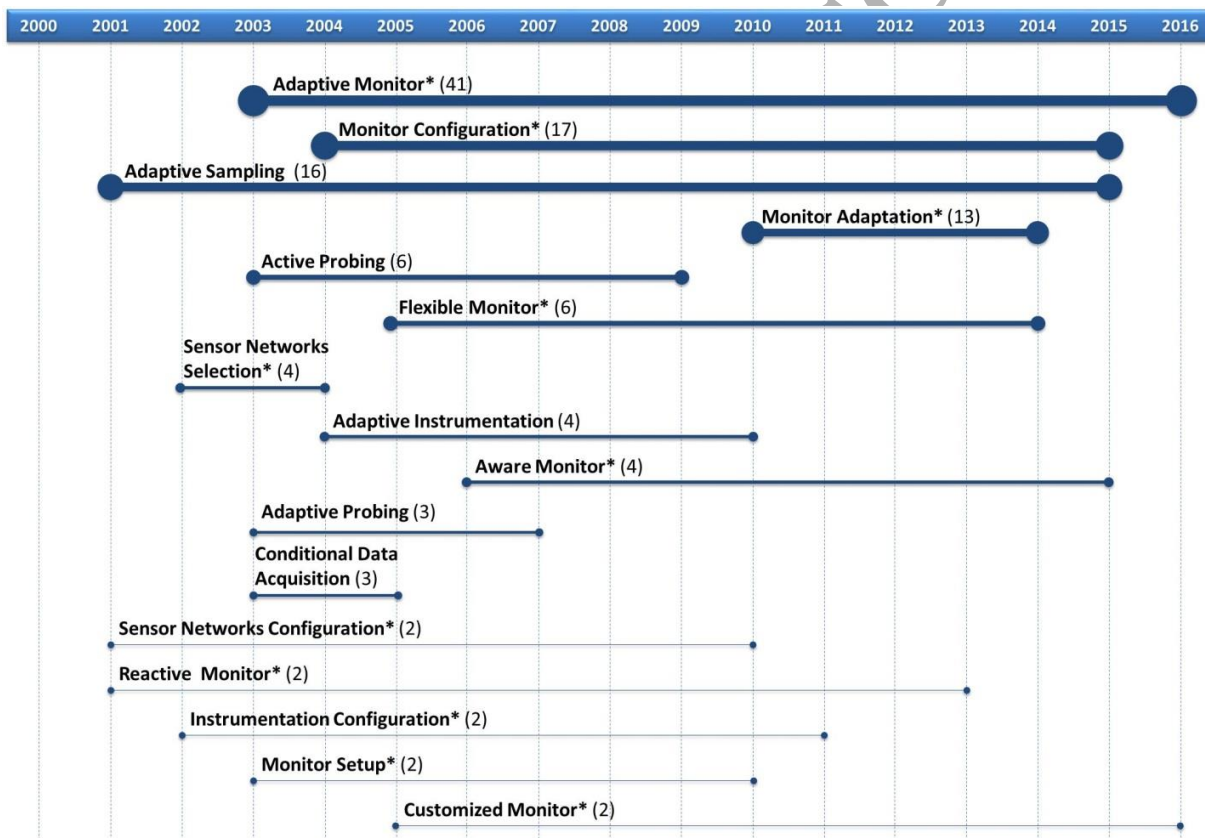 2000 2001 2002 2003 2004 2005 2006 2007 2008 2009 2010 2011 2012 2013 2014 2015 2016
Adaptive Monitor* (41)
Monitor Configuration* (17)
Adaptive Sampling (16)
Monitor Adaptation* (13)
Active Probing (6)
Flexible Monitor* (6)
Sensor Networks
Selection* (4)
Adaptive Instrumentation (4)
Aware Monitor* (4)
Adaptive Probing (3)
Conditional Data
Acquisition (3)
Sensor Networks Configuration* (2)
Reactive Monitor* (2)
Instrumentation Configuration* (2)
Monitor Setup* (2)
Customized Monitor* (2)